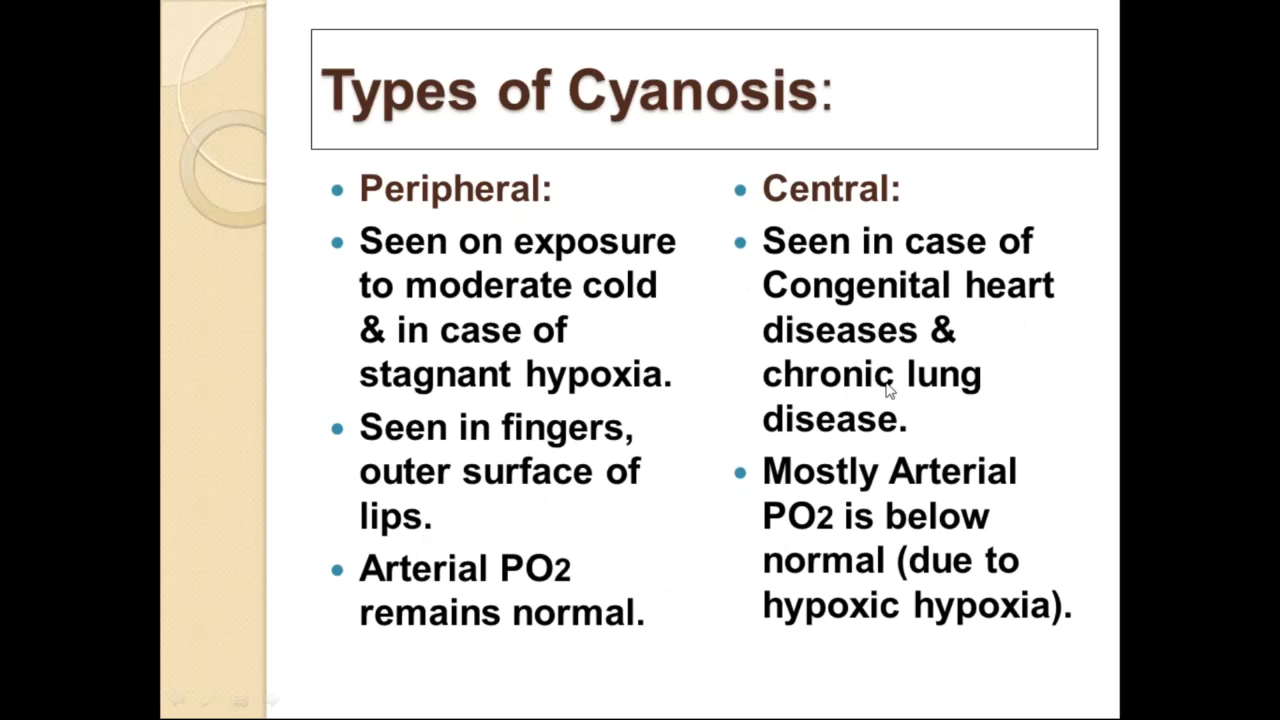 Types of Cyanosis:
Peripheral:
Seen on exposure
to moderate cold
& in case of
stagnant hypoxia.
Seen in fingers,
outer surface of
lips.
Arterial PO2
remains normal.
Central:
Seen in case of
Congenital heart
diseases &
chronic lung
disease.
Mostly Arterial
PO2 is below
normal (due to
hypoxic hypoxia).